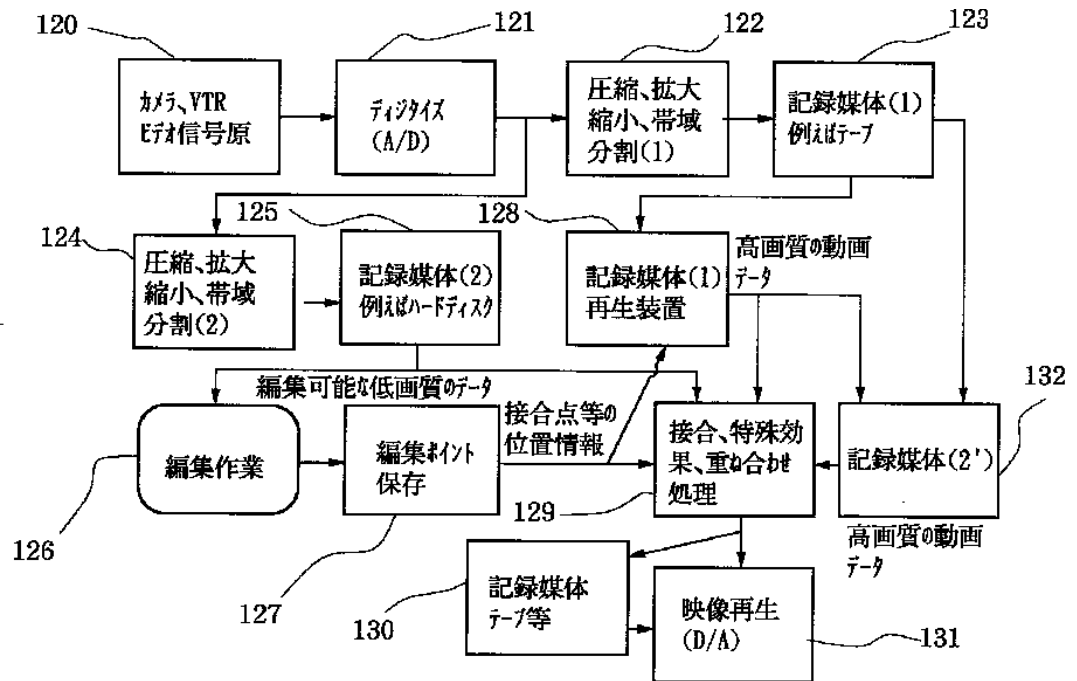 120
121
122
123
カメラ、VTR
ビデオ信号原
ディジタイズ
(A/D)
圧縮、拡大
縮小、帯域
分割(1)
記録媒体(1)
例えばテープ
124
125
128
圧縮、拡大
縮小、帯域
分割(2)
記録媒体(2)
例えばハードディスク
記録媒体(1)
再生装置
高画質の動画
データ
編集可能な低画質のデータ
132
編集作業
編集ポイント
保存
接合点等の
位置情報
接合、特殊効
果、重ね合わせ
処理
記録媒体(2')
126
127
129
高画質の動画
データ
記録媒体
テープ等
映像再生
(D/A)
130
131